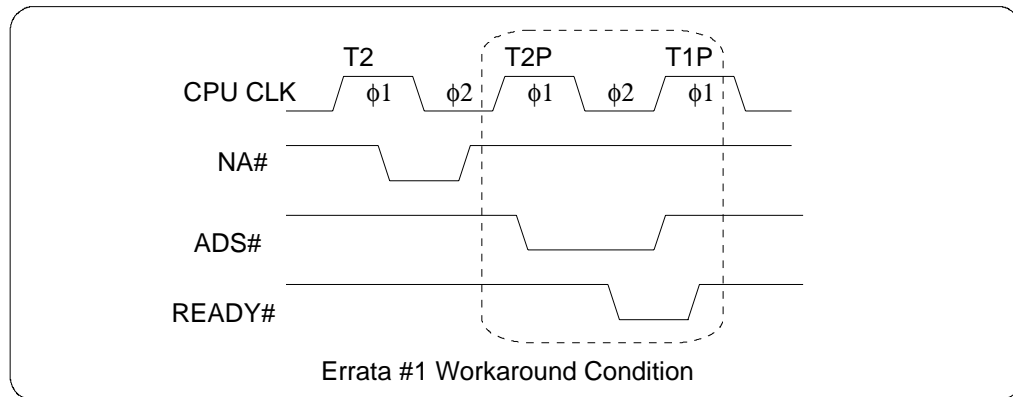 T2 T2P T1P
CPU CLK ϕ1 ϕ2 ϕ1 ϕ2 ϕ1
NA#
ADS#
READY#
Errata #1 Workaround Condition